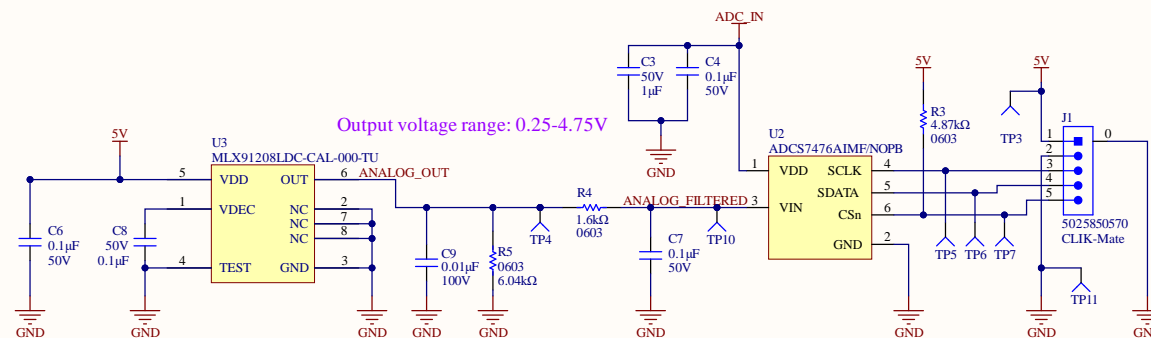 ADC_IN
C3
50V
1µF
C4
0.1µF
50V
GND
Output voltage range: 0.25-4.75V
5V
U3
MLX91208LDC-CAL-000-TU
5
VDD
OUT
6
ANALOG_OUT
1
VDEC
NC
2
NC
7
NC
8
4
TEST
GND
3
C6
0.1µF
50V
C8
50V
0.1µF
GND
GND
GND
C9
0.01µF
100V
GND
R5
0603
6.04kΩ
GND
TP4
R4
1.6kΩ
0603
ANALOG_FILTERED
C7
0.1µF
50V
GND
TP10
U2
ADCS7476AIMF/NOPB
1
VDD
SCLK
4
SDATA
5
3
VIN
CSn
6
GND
2
GND
5V
R3
4.87kΩ
0603
TP5
TP6
TP7
5V
TP3
J1
1
2
3
4
5
0
5025850570
CLIK-Mate
TP11
GND
GND